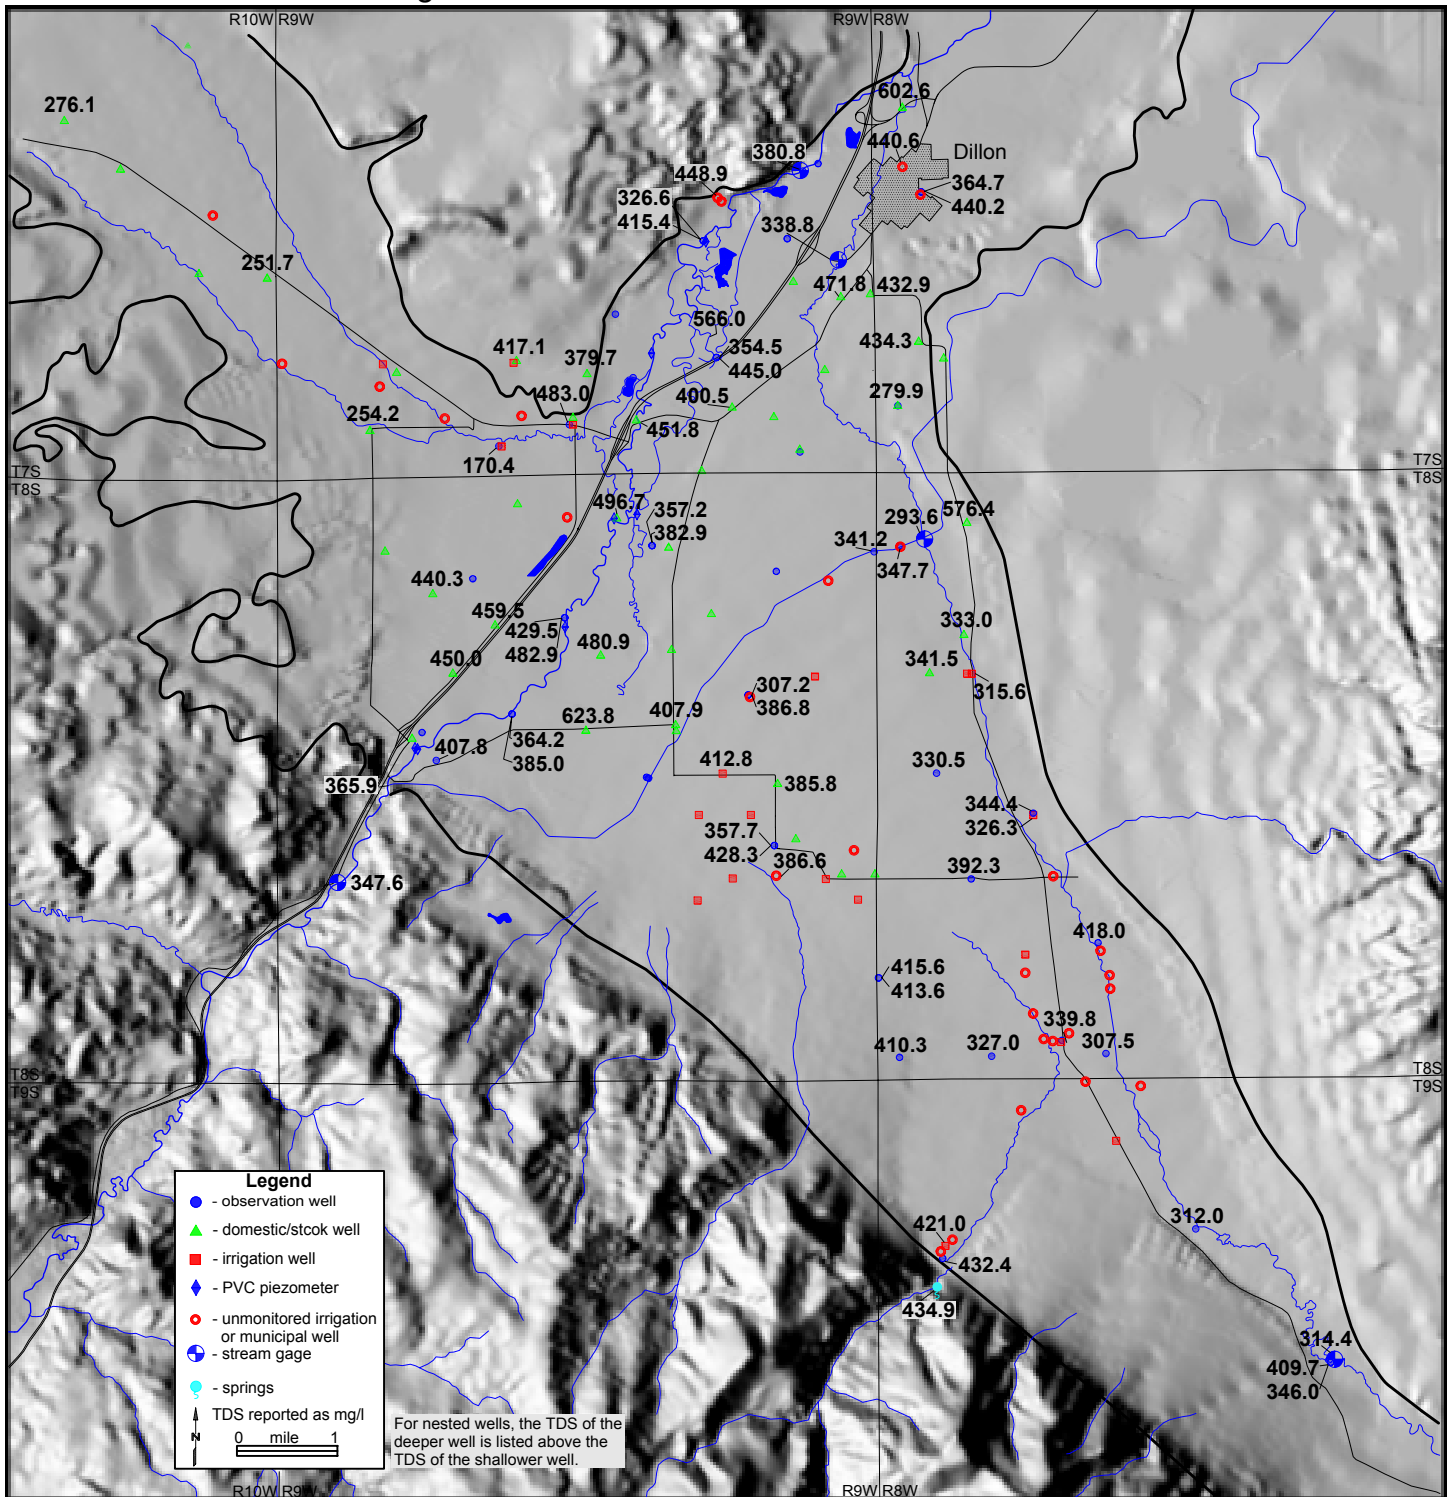 R10W R9W
R9W R8W
276.1
602.6
440.6
Dillon
380.8
448.9
364.7
326.6
440.2
415.4
338.8
251.7
471.8
432.9
566.0
434.3
417.1
354.5
379.7
445.0
483.0
400.5
279.9
254.2
451.8
170.4
T7S
T8S
T7S
T8S
496.7
357.2
576.4
293.6
382.9
341.2
347.7
440.3
459.5
429.5
333.0
482.9
480.9
450.0
341.5
307.2
315.6
386.8
623.8
407.9
407.8
364.2
385.0
412.8
330.5
365.9
385.8
344.4
326.3
357.7
428.3
386.6
392.3
347.6
418.0
415.6
413.6
339.8
410.3
327.0
307.5
T8S
T9S
T8S
T9S
Legend
- observation well
- domestic/stcok well
- irrigation well
- PVC piezometer
- unmonitored irrigation
or municipal well
- stream gage
- springs
TDS reported as mg/l
N
0 mile 1
For nested wells, the TDS of the
deeper well is listed above the
TDS of the shallower well.
312.0
421.0
432.4
434.9
314.4
409.7
346.0
R10W R9W
R9W R8W